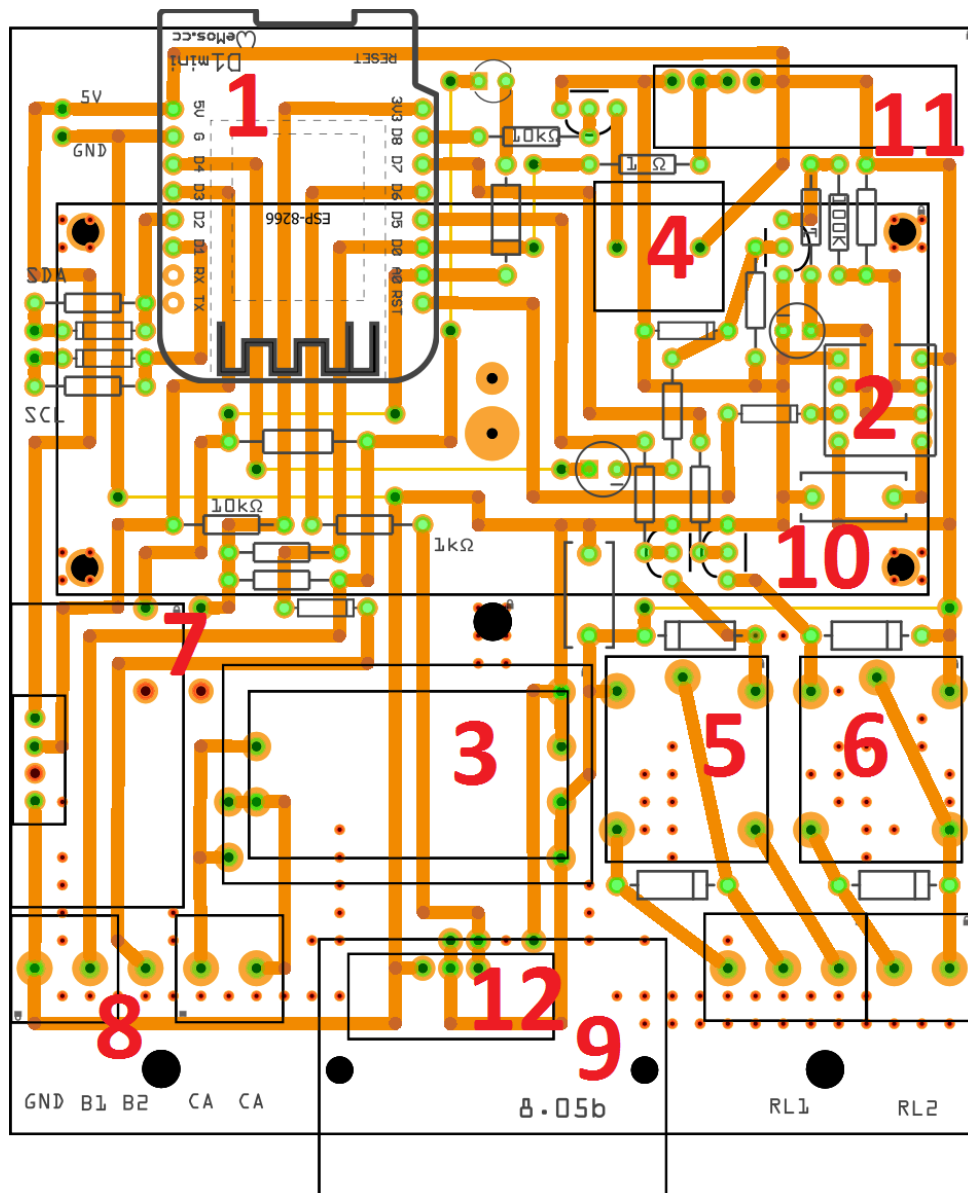 WeMos.cc
D1mini
RESET
1
5V
5V
3V3
11
GND
G
D8
10kΩ
D4
D7
1Ω
D3
D6
100K
D2
ESP-8266
D5
4
D1
D0
SDA
RX
A0
TX
RST
SCL
2
10kΩ
1kΩ
10
7
3
5
6
12
8
9
GND B1 B2 CA CA
8.05b
RL1
RL2